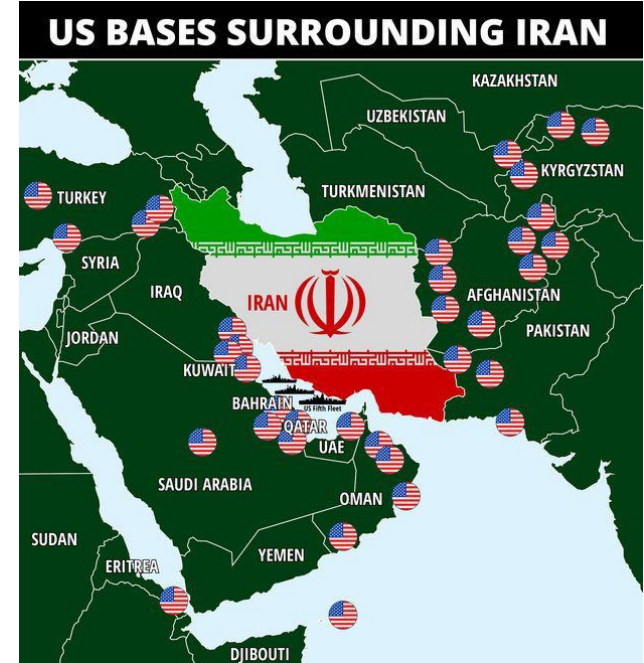 US BASES SURROUNDING IRAN
KAZAKHSTAN
UZBEKISTAN
KYRGYZSTAN
TURKEY
TURKMENISTAN
SYRIA
IRAQ
IRAN
AFGHANISTAN
PAKISTAN
JORDAN
KUWAIT
BAHRAIN
US Fifth Fleet
QATAR
UAE
SAUDI ARABIA
OMAN
SUDAN
YEMEN
ERITREA
DJIBOUTI